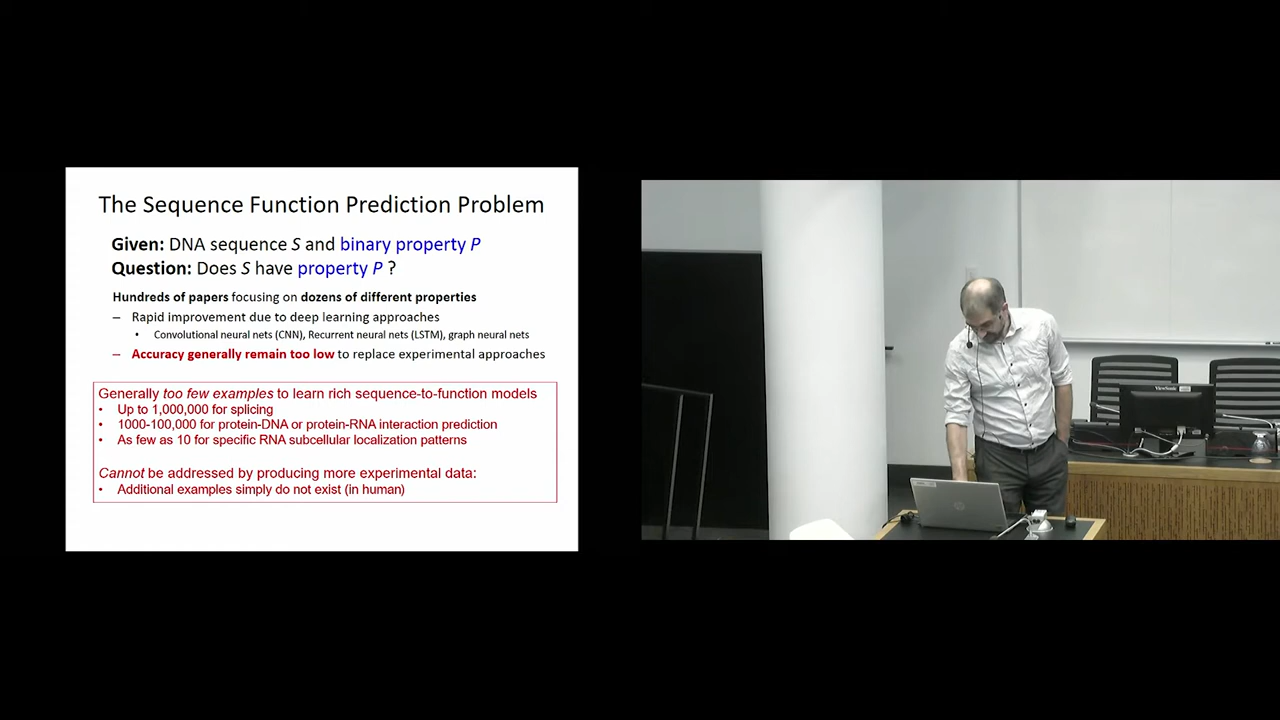 The Sequence Function Prediction Problem
Given: DNA sequence S and binary property P
Question: Does S have property P ?
Hundreds of papers focusing on dozens of different properties
– Rapid improvement due to deep learning approaches
• Convolutional neural nets (CNN), Recurrent neural nets (LSTM), graph neural nets
– Accuracy generally remain too low to replace experimental approaches
Generally too few examples to learn rich sequence-to-function models
• Up to 1,000,000 for splicing
• 1000-100,000 for protein-DNA or protein-RNA interaction prediction
• As few as 10 for specific RNA subcellular localization patterns
Cannot be addressed by producing more experimental data:
• Additional examples simply do not exist (in human)
ViewSonic
hp